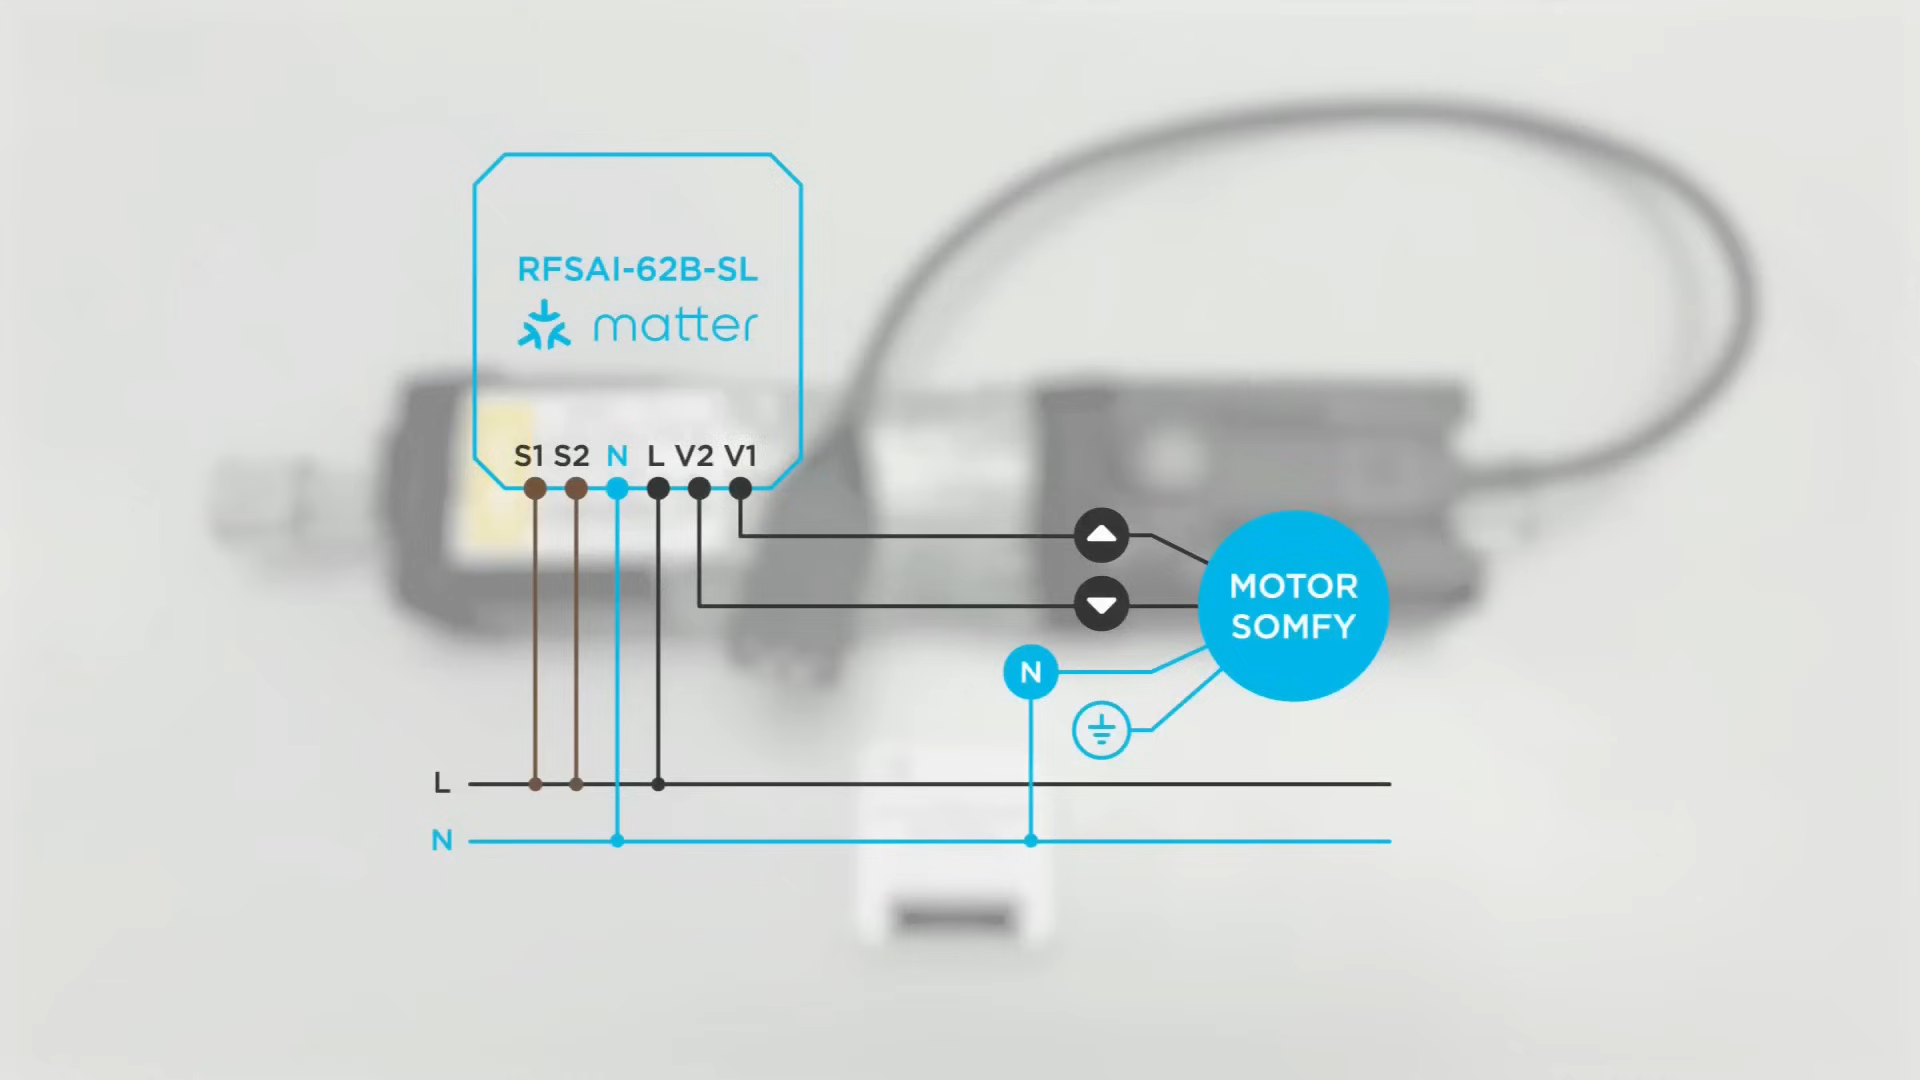 RFSAI-62B-SL
matter
S1 S2 N L V2 V1
MOTOR
SOMFY
N
L
N